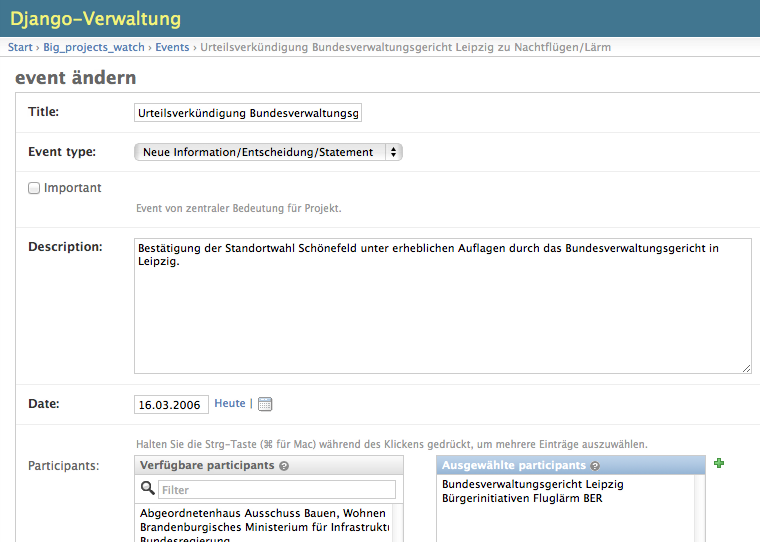 Django-Verwaltung
Start › Big_projects_watch › Events › Urteilsverkündigung Bundesverwaltungsgericht Leipzig zu Nachtflügen/Lärm
event ändern
Title: Urteilsverkündigung Bundesverwaltungsg
Event type: Neue Information/Entscheidung/Statement
Important
Event von zentraler Bedeutung für Projekt.
Description: Bestätigung der Standortwahl Schönefeld unter erheblichen Auflagen durch das Bundesverwaltungsgericht in
Leipzig.
Date: 16.03.2006 Heute |
Halten Sie die Strg-Taste (⌘ für Mac) während des Klickens gedrückt, um mehrere Einträge auszuwählen.
Participants: Verfügbare participants ? Ausgewählte participants ?
Filter
Bundesverwaltungsgericht Leipzig
Bürgerinitiativen Fluglärm BER
Abgeordnetenhaus Ausschuss Bauen, Wohnen
Brandenburgisches Ministerium für Infrastruktu
Bundesregierung